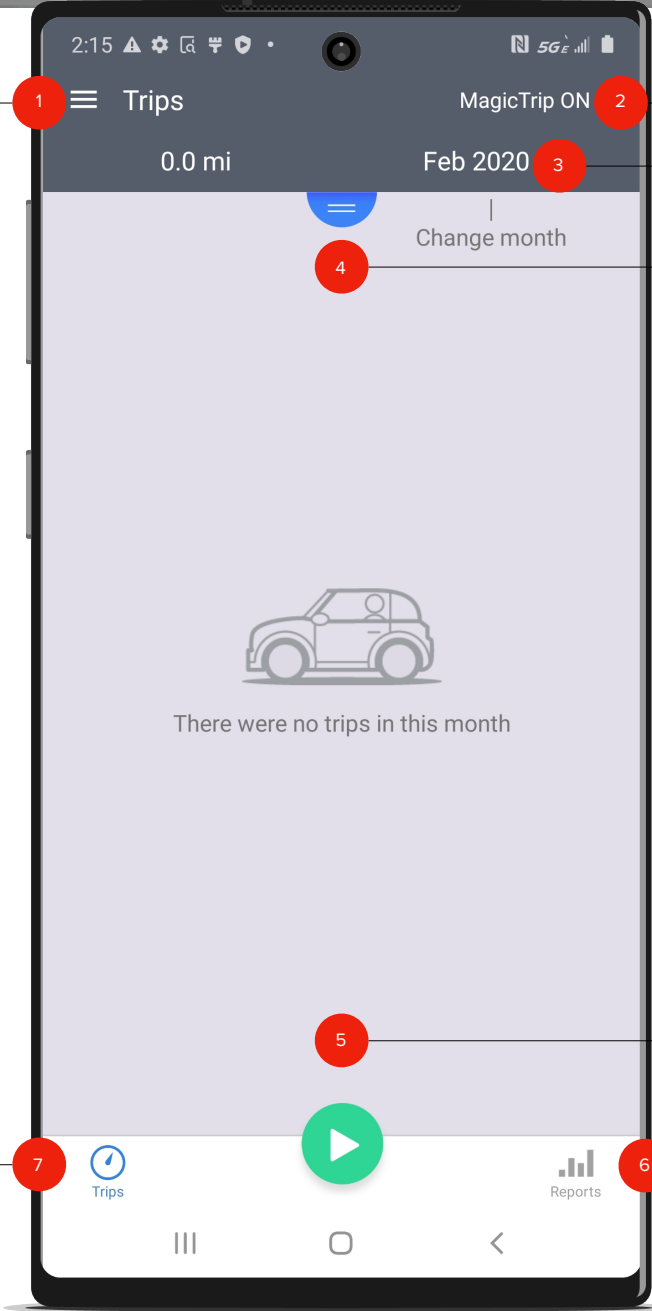 2:15
5GE
1
Trips
MagicTrip ON
2
0.0 mi
Feb 2020
3
Change month
4
There were no trips in this month
5
7
Trips
Reports
6